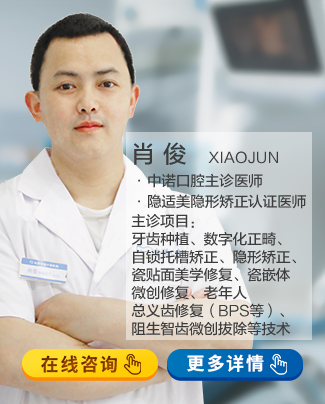 肖俊 XIAOJUN
·中诺口腔主诊医师
·隐适美隐形矫正认证医师
主诊项目：
牙齿种植、数字化正畸、
自锁托槽矫正、隐形矫正、
瓷贴面美学修复、瓷嵌体
微创修复、老年人
总义齿修复（BPS等）、
阻生智齿微创拔除等技术
在线咨询 更多详情